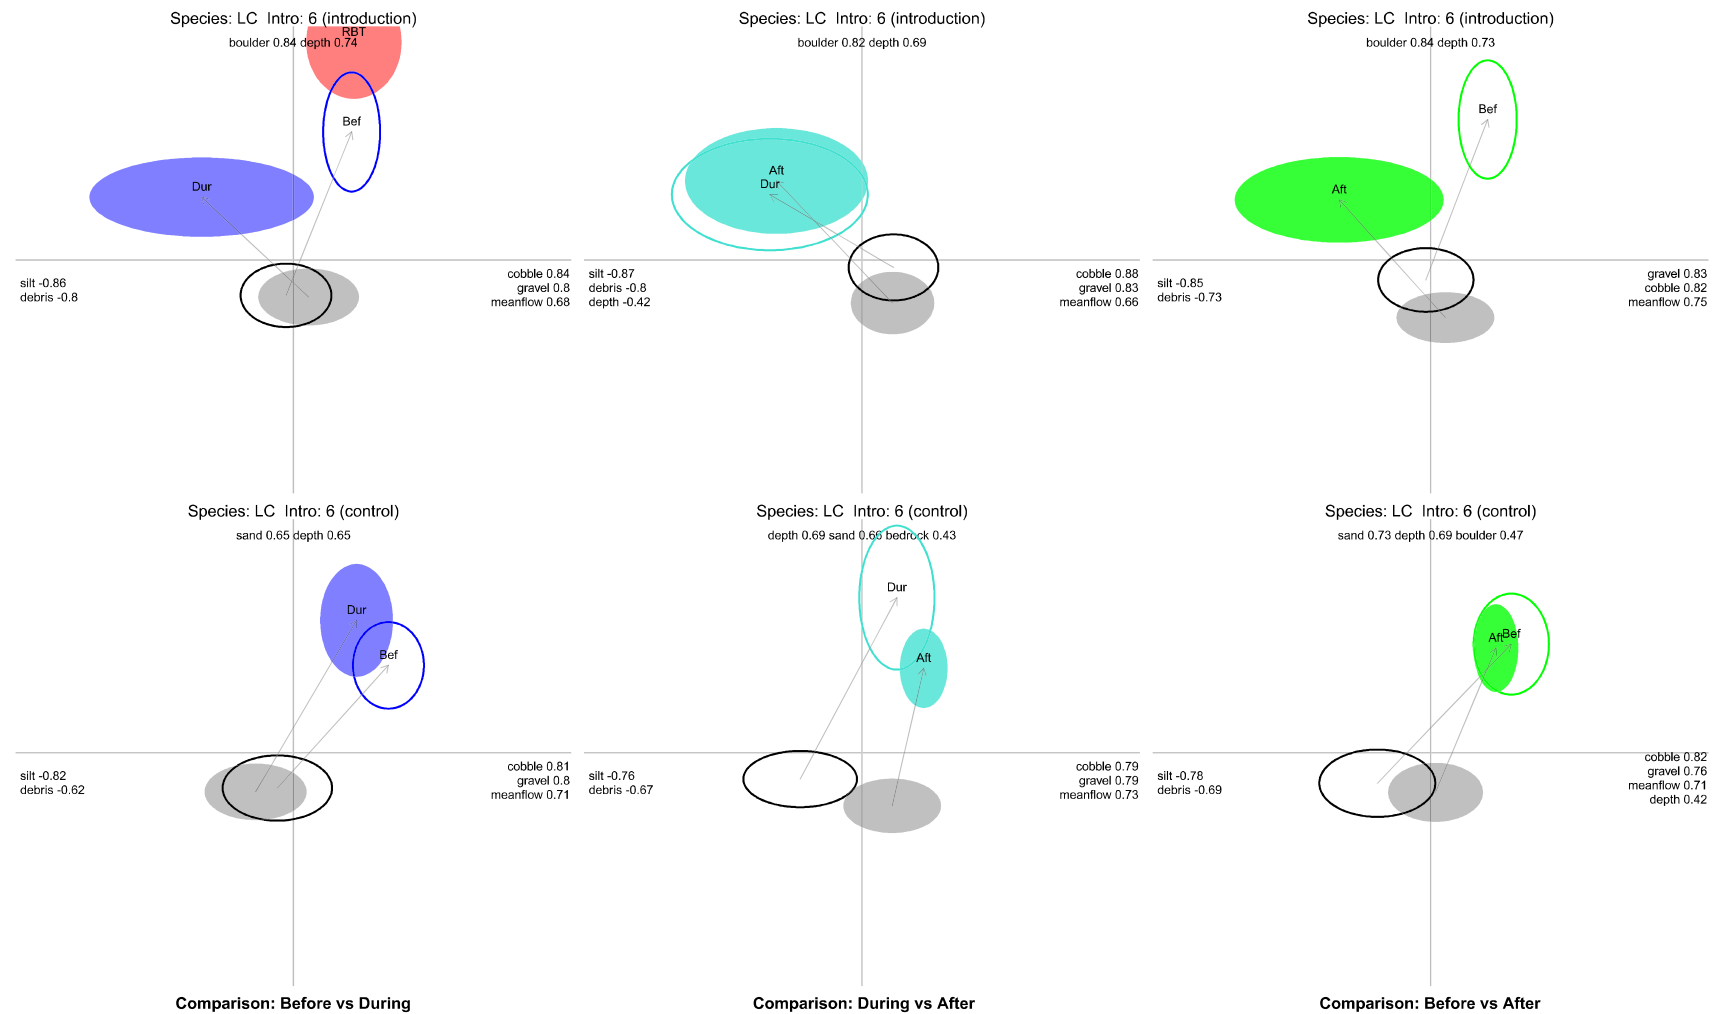 Species: LC  Intro: 6 (introduction)
RBT
boulder 0.84 depth 0.74
Bef
Dur
silt -0.86
debris -0.8
cobble 0.84
gravel 0.8
meanflow 0.68
Species: LC  Intro: 6 (introduction)
boulder 0.82 depth 0.69
Aft
Dur
silt -0.87
debris -0.8
depth -0.42
cobble 0.88
gravel 0.83
meanflow 0.66
Species: LC  Intro: 6 (introduction)
boulder 0.84 depth 0.73
Bef
Aft
silt -0.85
debris -0.73
gravel 0.83
cobble 0.82
meanflow 0.75
Species: LC  Intro: 6 (control)
sand 0.65 depth 0.65
Dur
Bef
silt -0.82
debris -0.62
cobble 0.81
gravel 0.8
meanflow 0.71
Comparison: Before vs During
Species: LC  Intro: 6 (control)
depth 0.69 sand 0.66 bedrock 0.43
Dur
Aft
silt -0.76
debris -0.67
cobble 0.79
gravel 0.79
meanflow 0.73
Comparison: During vs After
Species: LC  Intro: 6 (control)
sand 0.73 depth 0.69 boulder 0.47
Aft
Bef
silt -0.78
debris -0.69
cobble 0.82
gravel 0.76
meanflow 0.71
depth 0.42
Comparison: Before vs After